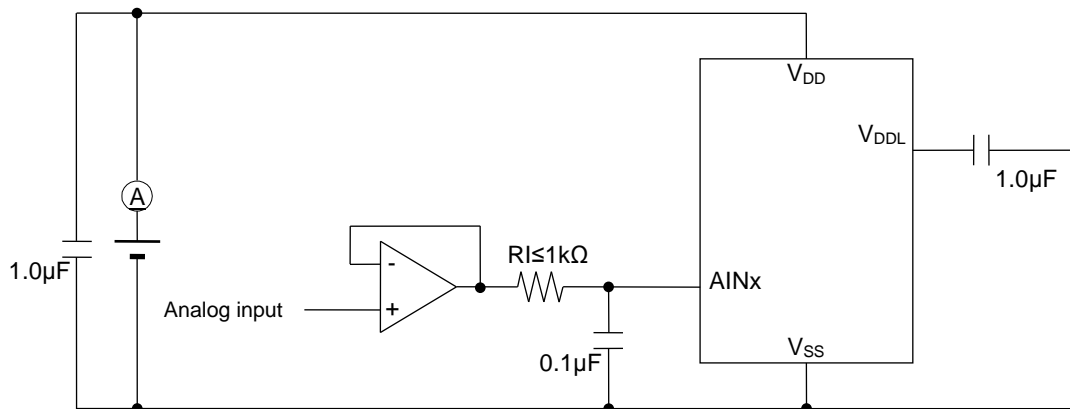 V_DD
V_DDL
1.0µF
A
1.0µF
RI≤1kΩ
-
Analog input
+
AINx
0.1µF
V_SS